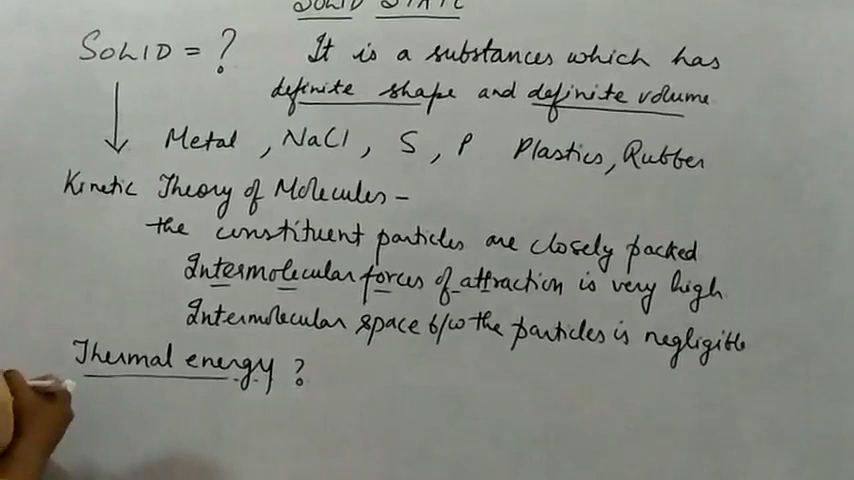 SOLID STATE
SOLID = ? It is a substances which has
definite shape and definite volume
Metal, NaCl, S, P Plastics, Rubber
Kinetic Theory of Molecules -
the constituent particles are closely packed
Intermolecular forces of attraction is very high
Intermolecular space b/w the particles is negligible
Thermal energy ?